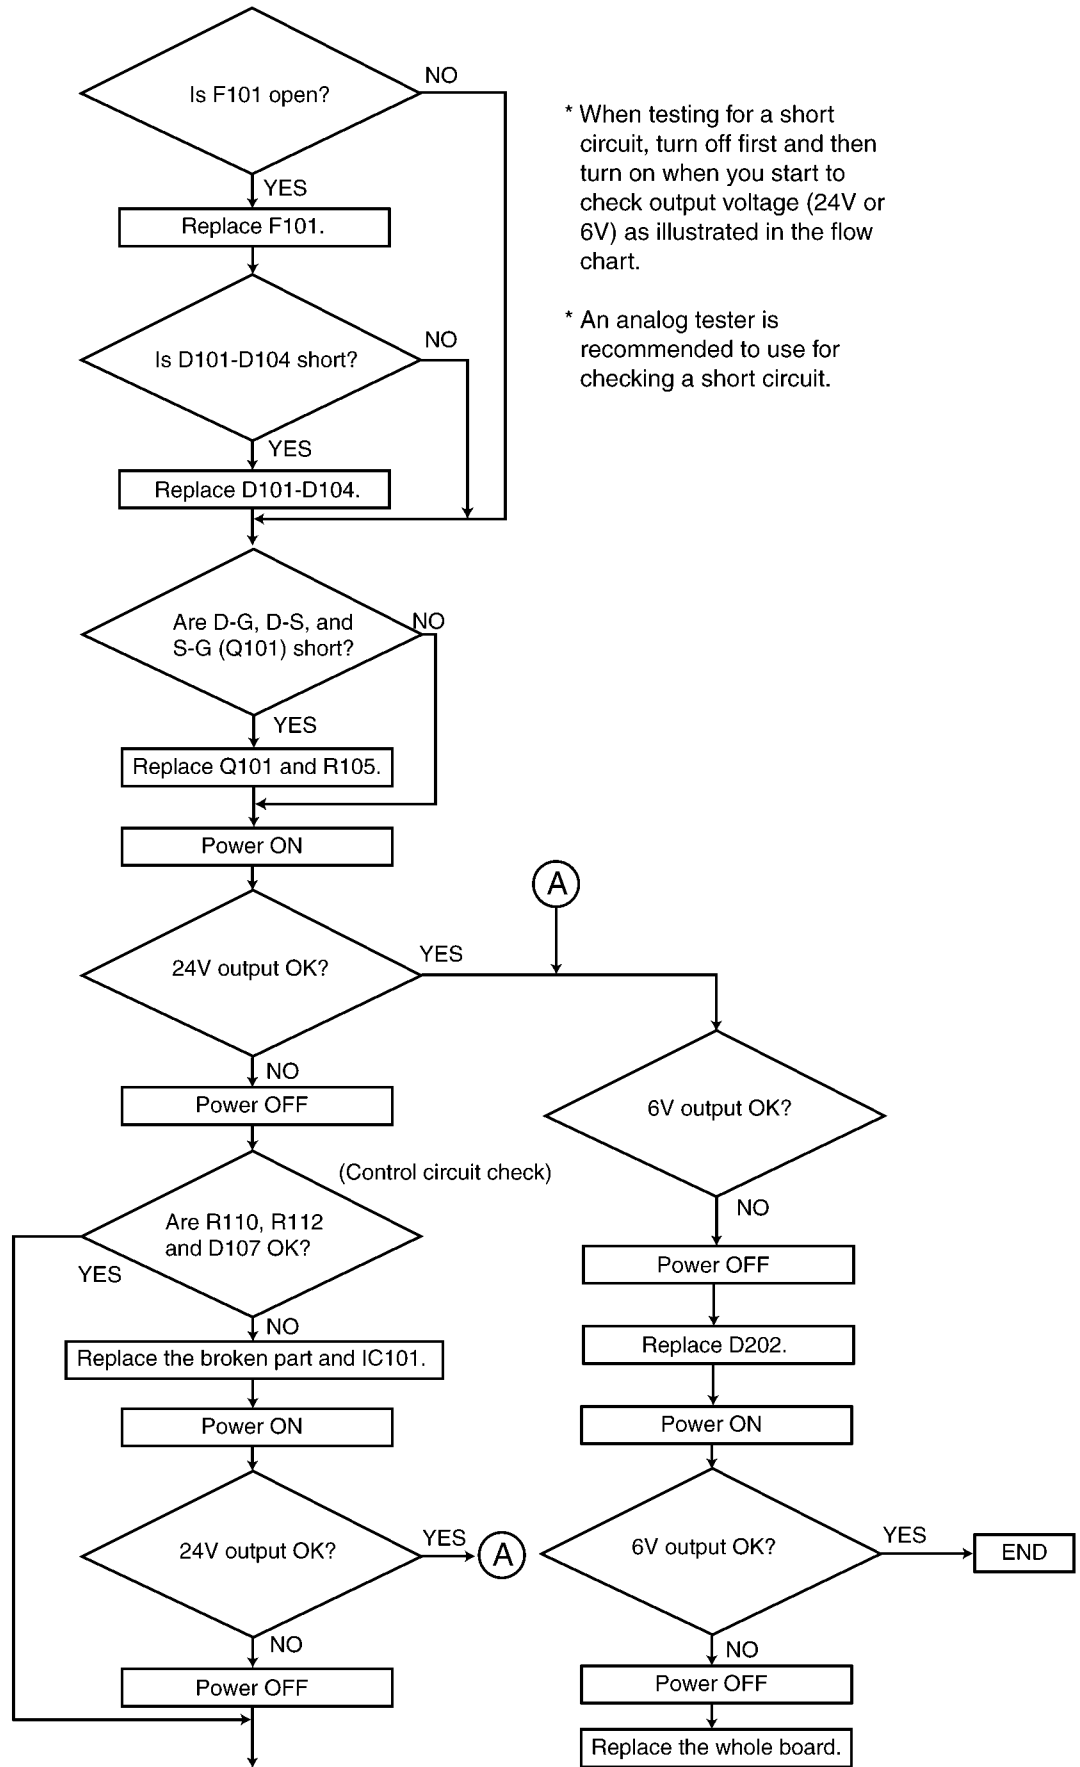 Is F101 open?
NO
YES
Replace F101.
Is D101-D104 short?
NO
YES
Replace D101-D104.
Are D-G, D-S, and
S-G (Q101) short?
NO
YES
Replace Q101 and R105.
Power ON
24V output OK?
YES
NO
Power OFF
(Control circuit check)
Are R110, R112
and D107 OK?
YES
NO
Replace the broken part and IC101.
Power ON
24V output OK?
YES
A
NO
Power OFF
* When testing for a short
circuit, turn off first and then
turn on when you start to
check output voltage (24V or
6V) as illustrated in the flow
chart.
* An analog tester is
recommended to use for
checking a short circuit.
A
6V output OK?
NO
Power OFF
Replace D202.
Power ON
6V output OK?
YES
END
NO
Power OFF
Replace the whole board.